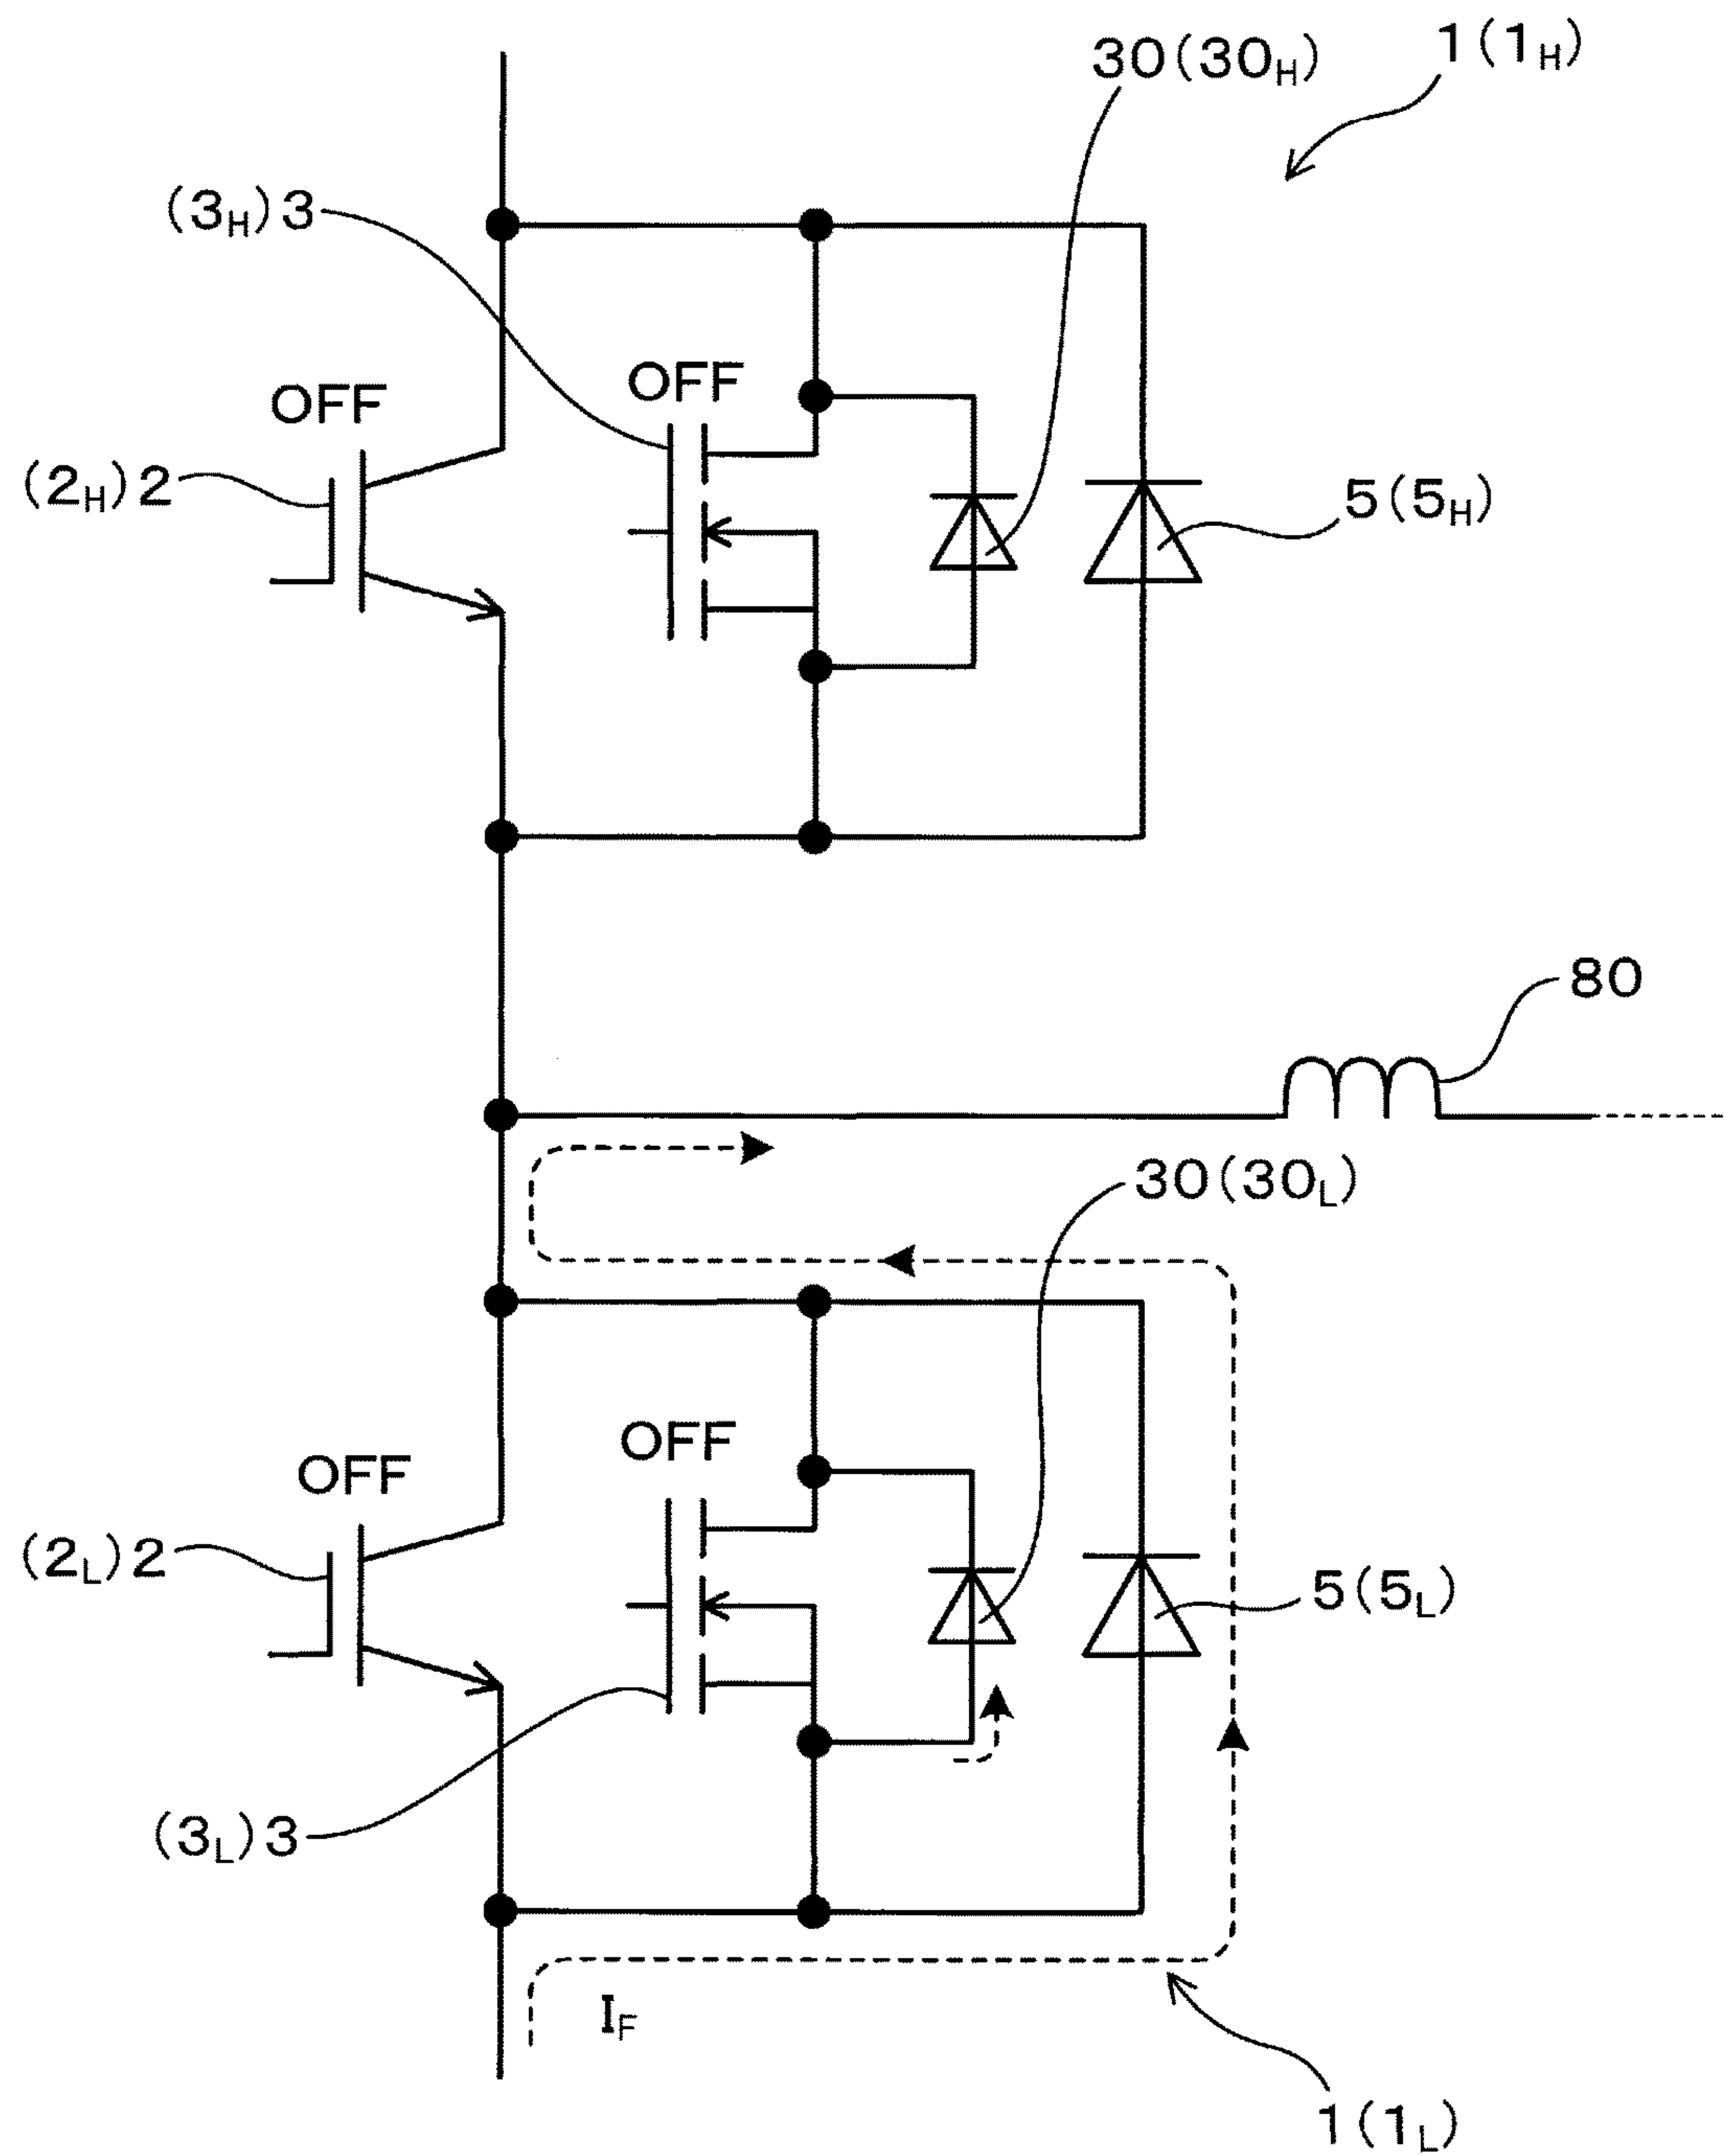 1(1H)
30(30H)
(3H)3
OFF
OFF
(2H)2
5(5H)
80
30(30L)
OFF
OFF
(2L)2
5(5L)
(3L)3
IF
1(1L)